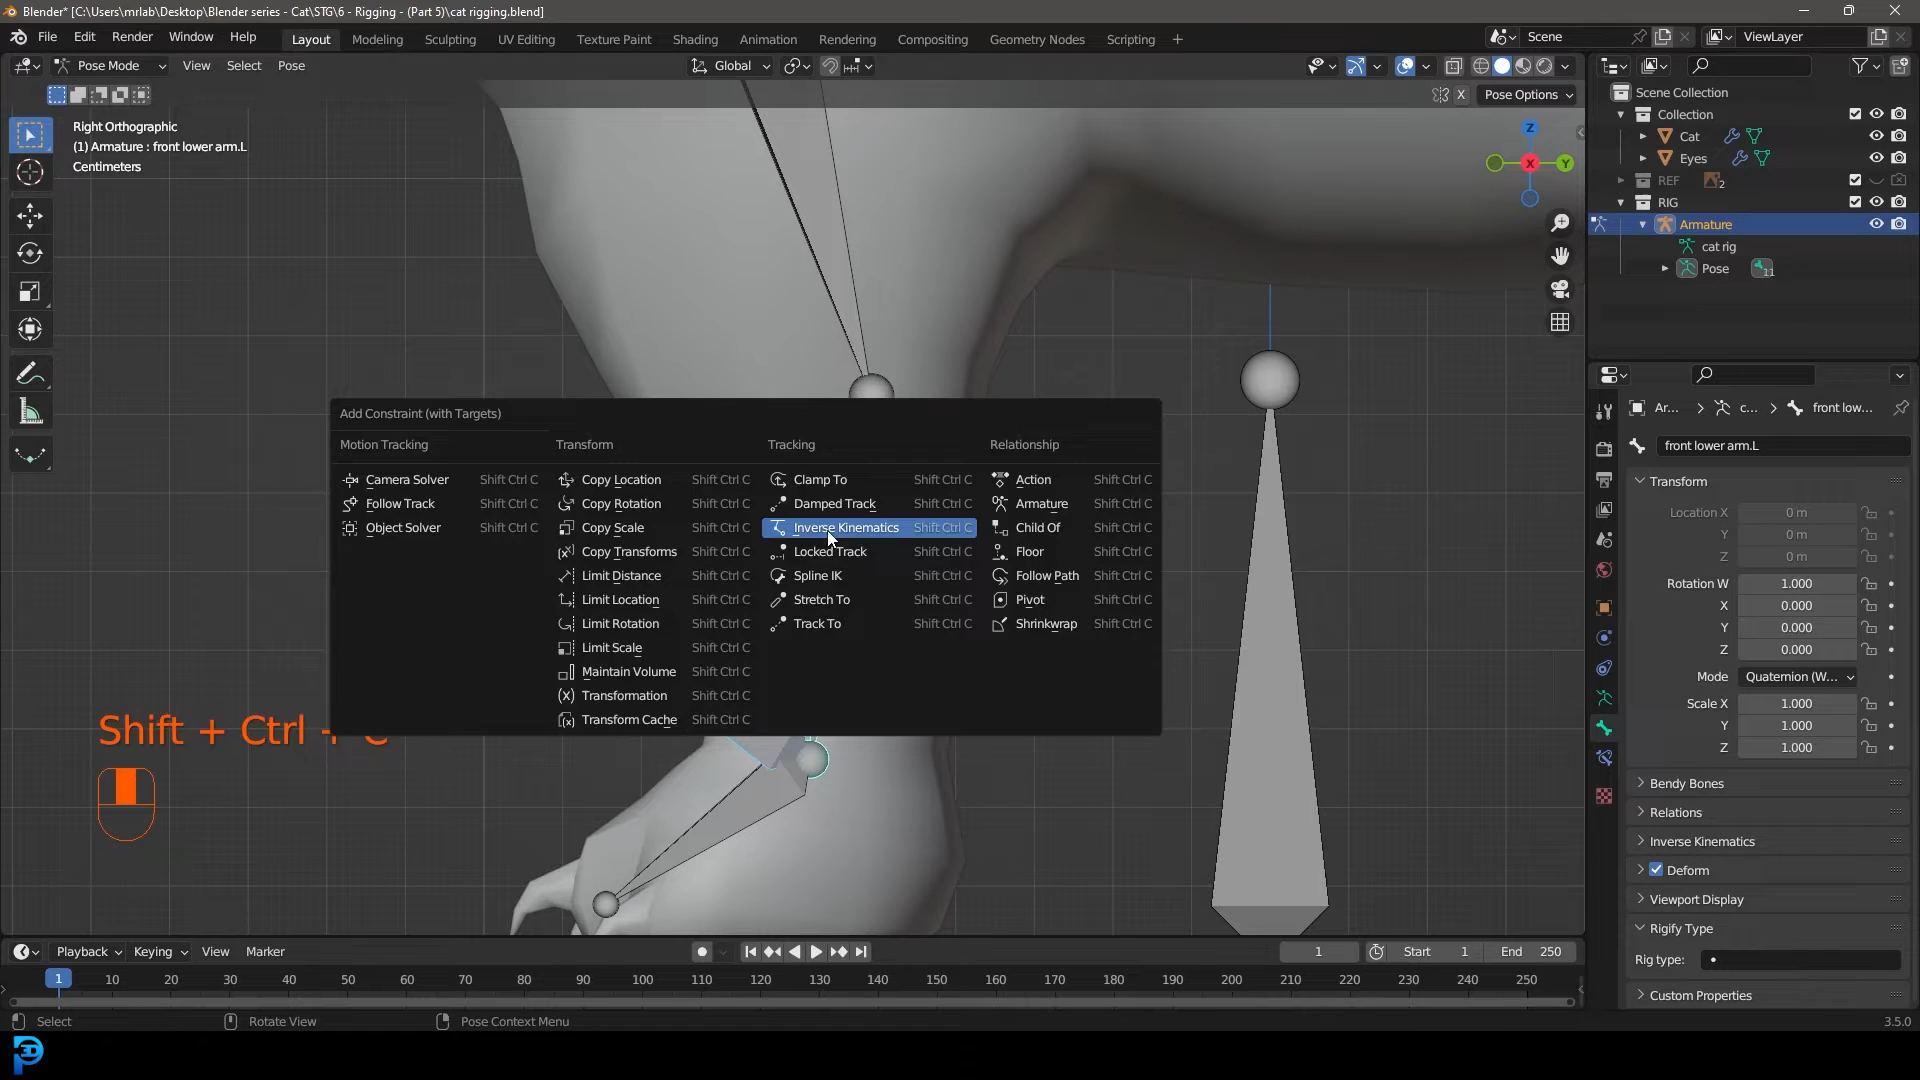 Blender* [C:\Users\mrlab\Desktop\Blender series - Cat\STG\6 - Rigging - (Part 5)\cat rigging.blend]
File Edit Render Window Help Layout Modeling Sculpting UV Editing Texture Paint Shading Animation Rendering Compositing Geometry Nodes Scripting + Scene ViewLayer
Pose Mode View Select Pose Global
X Pose Options
Right Orthographic
(1) Armature : front lower arm.L
Centimeters
Z
X Y
Scene Collection
Collection
Cat
Eyes
REF 2
RIG
Armature
cat rig
Pose 11
Add Constraint (with Targets)
Motion Tracking Transform Tracking Relationship
Camera Solver Shift Ctrl C Copy Location Shift Ctrl C Clamp To Shift Ctrl C Action Shift Ctrl C
Follow Track Shift Ctrl C Copy Rotation Shift Ctrl C Damped Track Shift Ctrl C Armature Shift Ctrl C
Object Solver Shift Ctrl C Copy Scale Shift Ctrl C Inverse Kinematics Shift Ctrl C Child Of Shift Ctrl C
Copy Transforms Shift Ctrl C Locked Track Shift Ctrl C Floor Shift Ctrl C
Limit Distance Shift Ctrl C Spline IK Shift Ctrl C Follow Path Shift Ctrl C
Limit Location Shift Ctrl C Stretch To Shift Ctrl C Pivot Shift Ctrl C
Limit Rotation Shift Ctrl C Track To Shift Ctrl C Shrinkwrap Shift Ctrl C
Limit Scale Shift Ctrl C
Maintain Volume Shift Ctrl C
Transformation Shift Ctrl C
Transform Cache Shift Ctrl C
Shift + Ctrl + C
Ar... > c... > front low...
front lower arm.L
Transform
Location X 0 m
Y 0 m
Z 0 m
Rotation W 1.000
X 0.000
Y 0.000
Z 0.000
Mode Quaternion (W...
Scale X 1.000
Y 1.000
Z 1.000
Bendy Bones
Relations
Inverse Kinematics
Deform
Viewport Display
Rigify Type
Rig type:
Custom Properties
Playback Keying View Marker 1 Start 1 End 250
1 10 20 30 40 50 60 70 80 90 100 110 120 130 140 150 160 170 180 190 200 210 220 230 240 250
Select Rotate View Pose Context Menu 3.5.0
3D